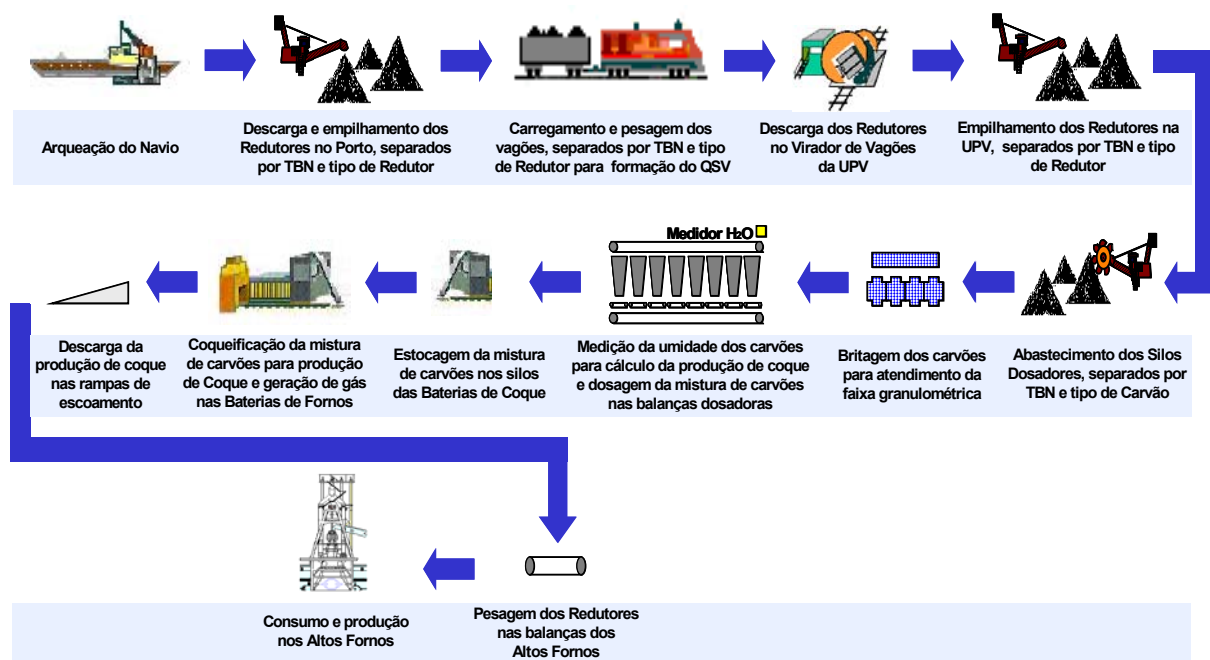 Arqueação do Navio
Descarga e empilhamento dos
Redutores no Porto, separados
por TBN e tipo de Redutor
Carregamento e pesagem dos
vagões, separados por TBN e tipo
de Redutor para formação do QSV
Descarga dos Redutores
no Virador de Vagões
da UPV
Empilhamento dos Redutores na
UPV, separados por TBN e tipo
de Redutor
Medidor H2O
Descarga da
produção de coque
nas rampas de
escoamento
Coqueificação da mistura
de carvões para produção
de Coque e geração de gás
nas Baterias de Fornos
Estocagem da mistura
de carvões nos silos
das Baterias de Coque
Medição da umidade dos carvões
para cálculo da produção de coque
e dosagem da mistura de carvões
nas balanças dosadoras
Britagem dos carvões
para atendimento da
faixa granulométrica
Abastecimento dos Silos
Dosadores, separados por
TBN e tipo de Carvão
Consumo e produção
nos Altos Fornos
Pesagem dos Redutores
nas balanças dos
Altos Fornos